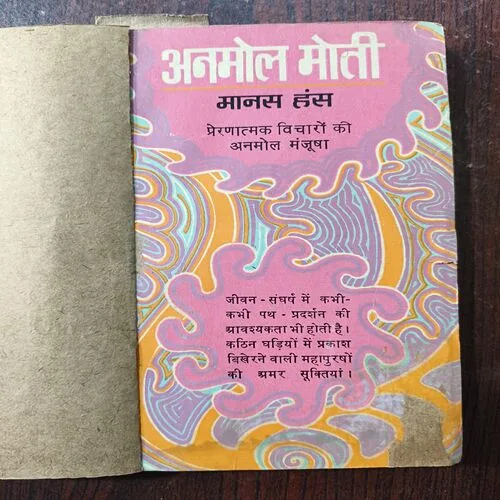 अनमोल मोती
मानस हंस
प्रेरणात्मक विचारों की
अनमोल मंजूषा
जीवन - संघर्ष में कभी-
कभी पथ - प्रदर्शन की
आवश्यकता भी होती है।
कठिन घड़ियों में प्रकाश
बिखेरने वाली महापुरुषों
की अमर सूक्तियां।